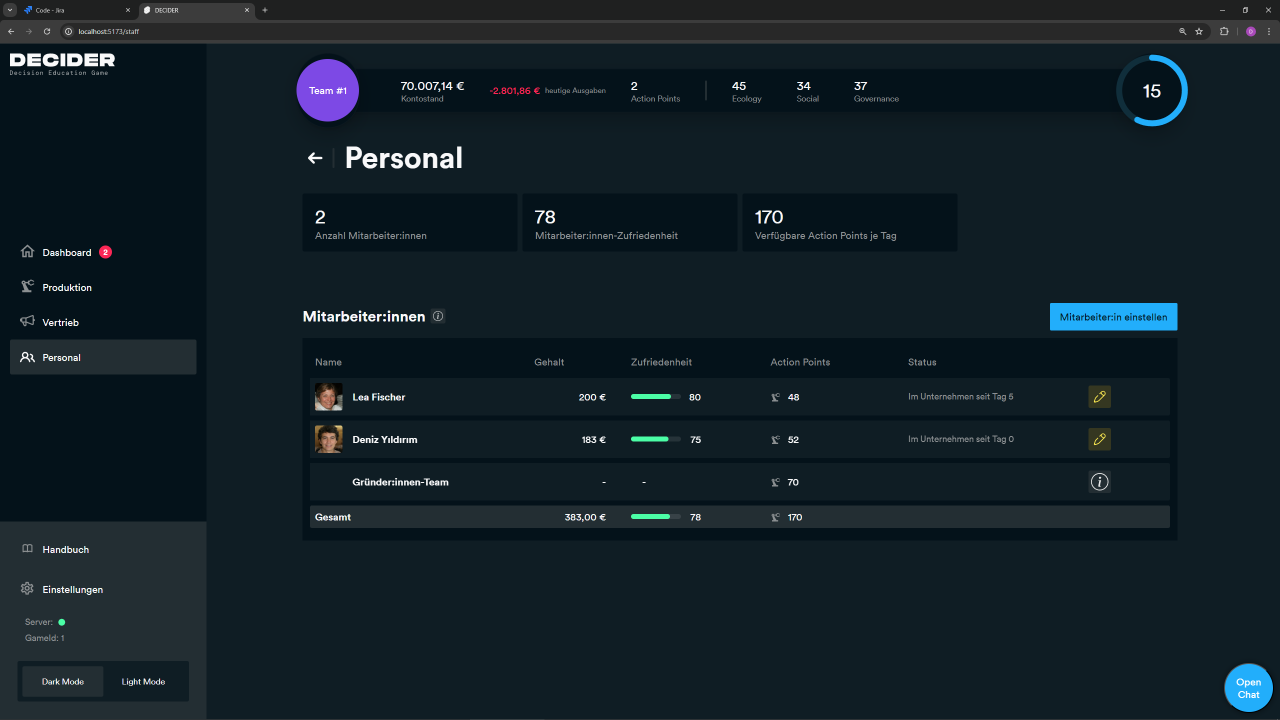 Code - Jira
DECIDER
localhost:5173/staff
DECIDER
Decision Education Game
Team #1
70.007,14 €
Kontostand
-2.801,86 € heutige Ausgaben
2
Action Points
45
Ecology
34
Social
37
Governance
15
Personal
2
Anzahl Mitarbeiter:innen
78
Mitarbeiter:innen-Zufriedenheit
170
Verfügbare Action Points je Tag
Dashboard 2
Produktion
Vertrieb
Personal
Mitarbeiter:innen
Mitarbeiter:in einstellen
Name Gehalt Zufriedenheit Action Points Status
Lea Fischer 200 € 80 48 Im Unternehmen seit Tag 5
Deniz Yıldırım 183 € 75 52 Im Unternehmen seit Tag 0
Gründer:innen-Team - - 70
Gesamt 383,00 € 78 170
Handbuch
Einstellungen
Server:
GameId: 1
Dark Mode Light Mode
Open
Chat